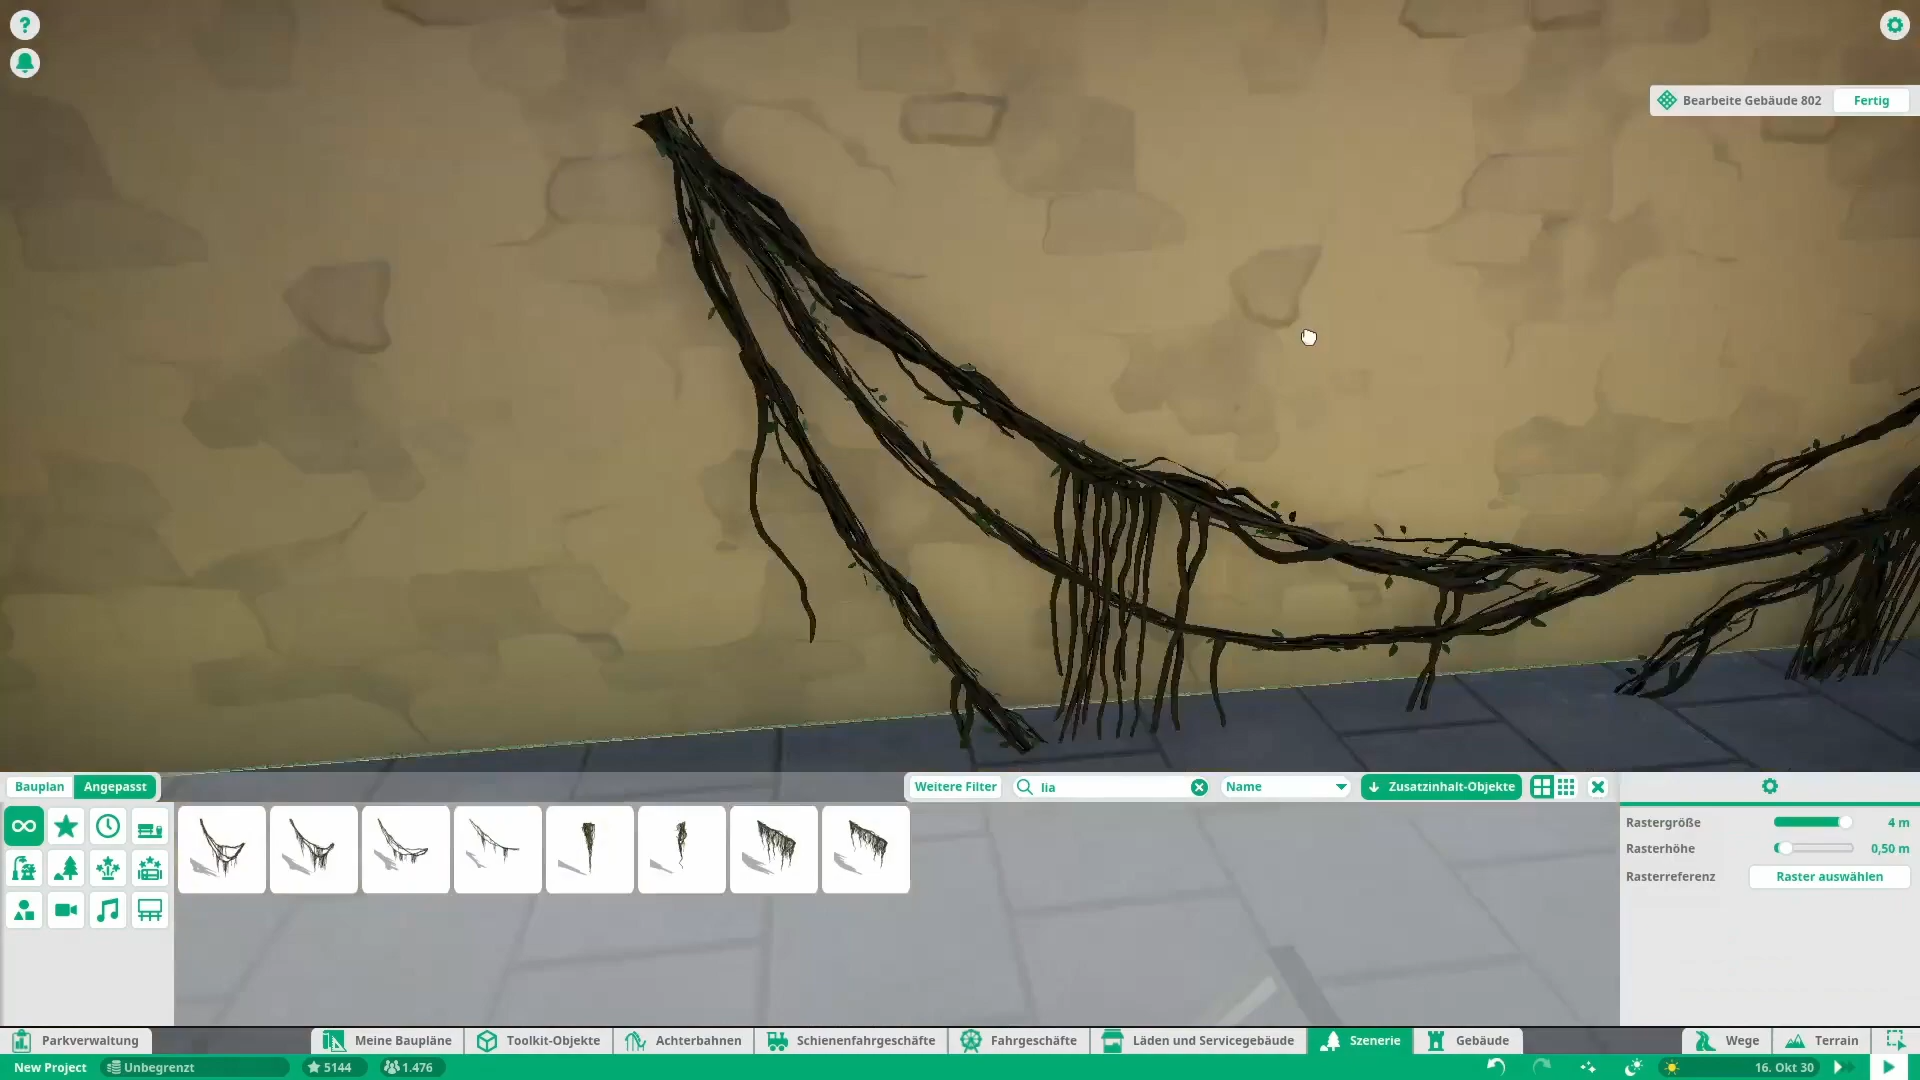 ?
Bearbeite Gebäude 802 Fertig
Bauplan Angepasst
Weitere Filter lia Name Zusatzinhalt-Objekte
Rastergröße 4 m
Rasterhöhe 0,50 m
Rasterreferenz Raster auswählen
Parkverwaltung Meine Baupläne Toolkit-Objekte Achterbahnen Schienenfahrgeschäfte Fahrgeschäfte Läden und Servicegebäude Szenerie Gebäude Wege Terrain
New Project Unbegrenzt 5144 1.476 16. Okt 30